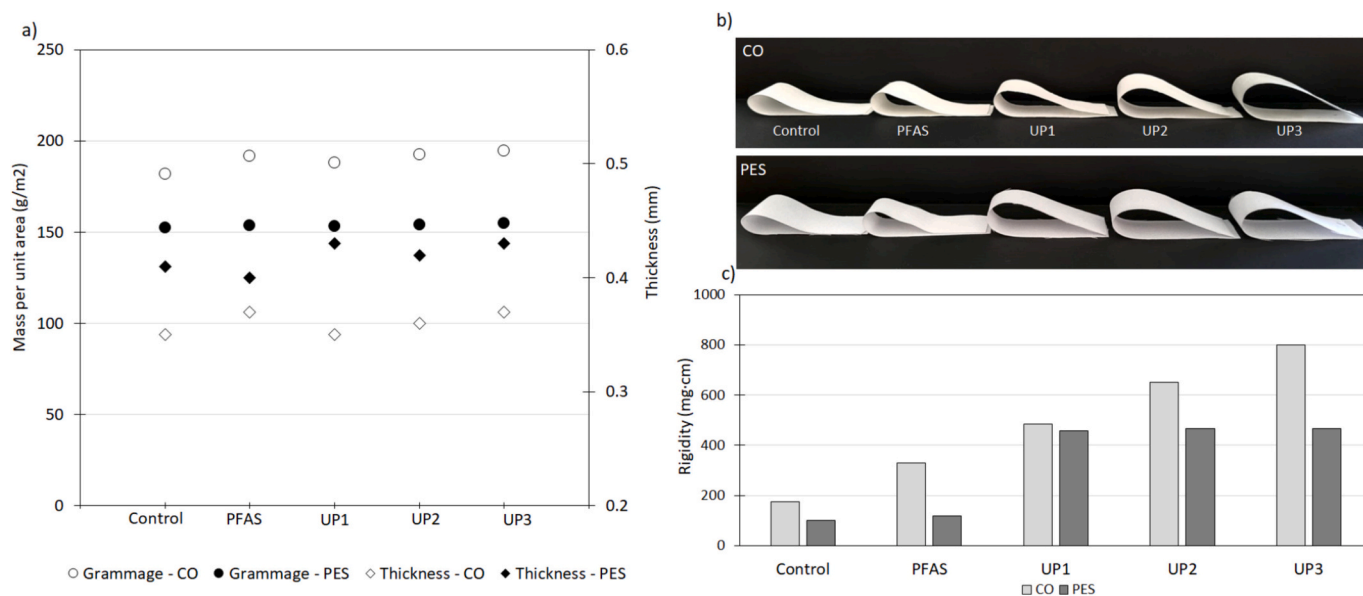 a)
250
200
150
100
50
0
Mass per unit area (g/m2)
0.6
0.5
0.4
0.3
0.2
Thickness (mm)
Control PFAS UP1 UP2 UP3
Grammage - CO Grammage - PES Thickness - CO Thickness - PES
b)
CO
Control PFAS UP1 UP2 UP3
PES
c)
1000
800
600
400
200
0
Rigidity (mg·cm)
Control PFAS UP1 UP2 UP3
CO PES